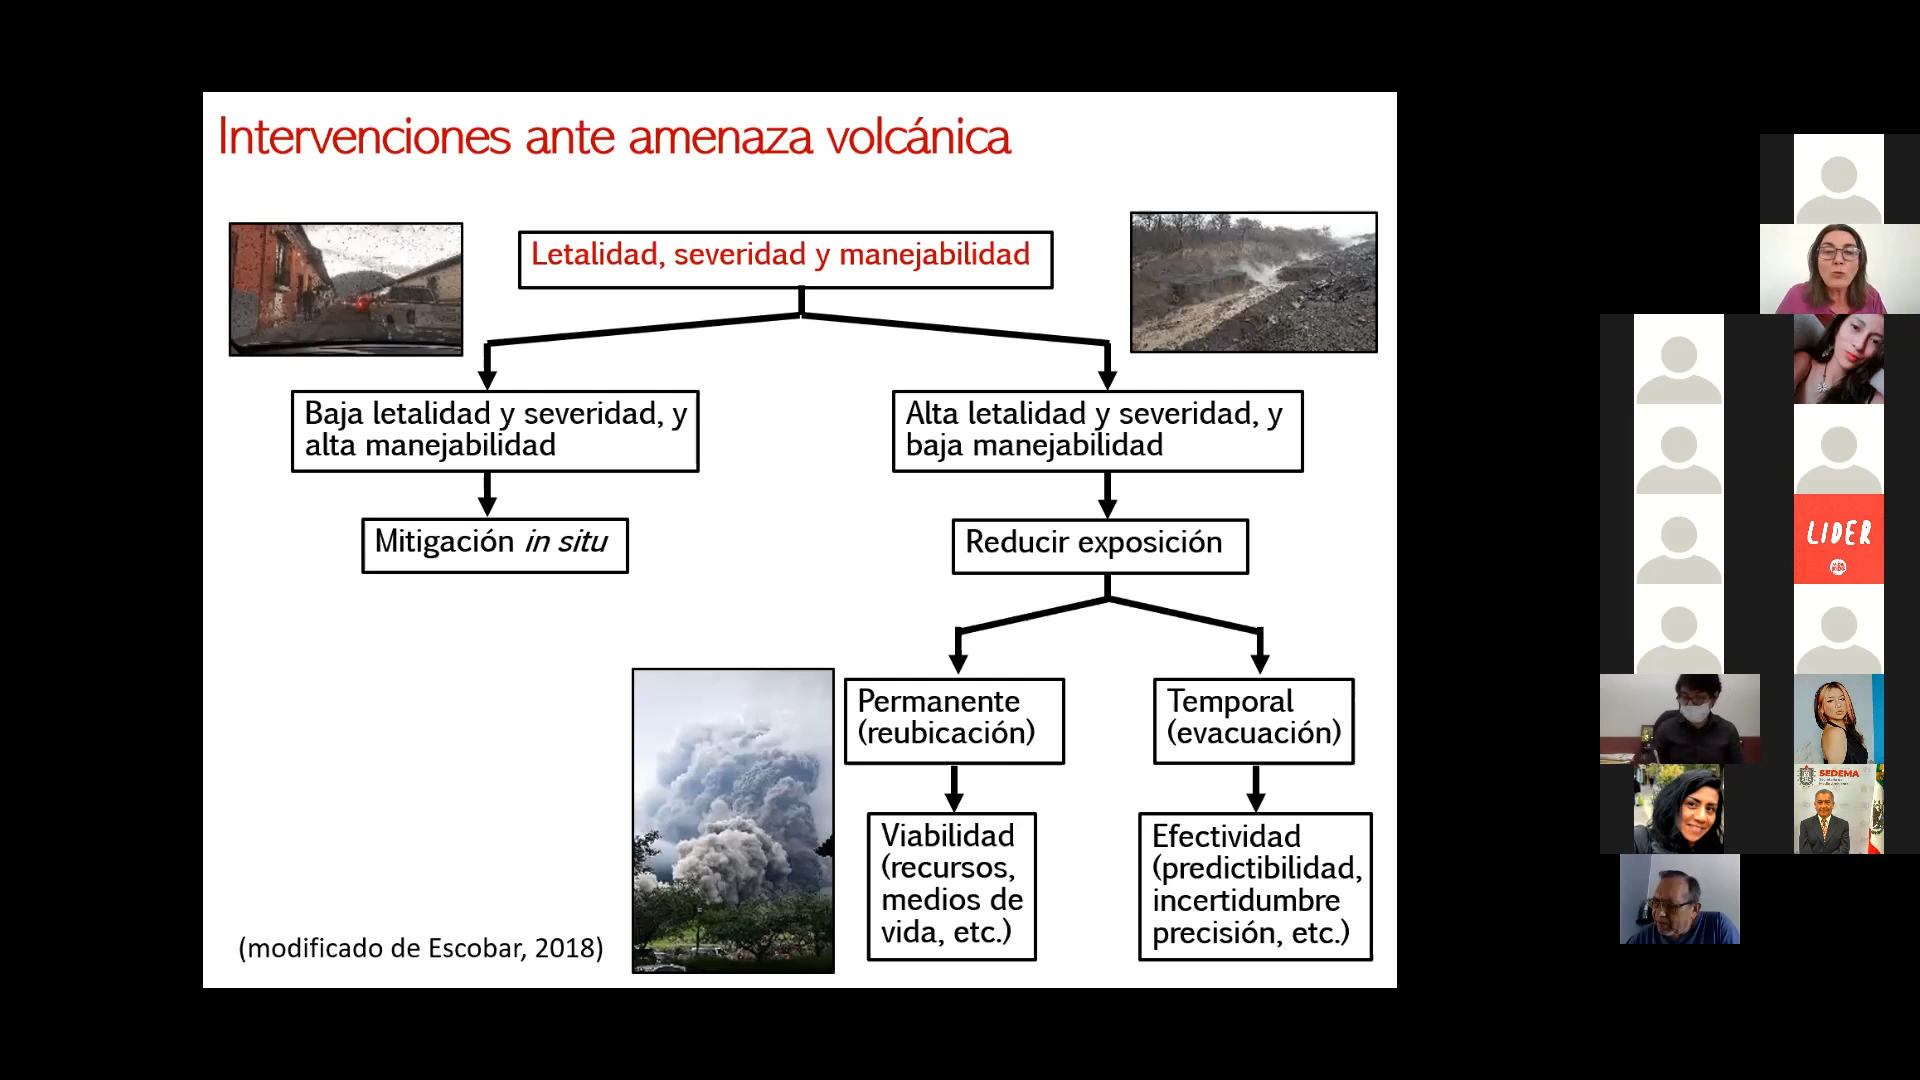 Intervenciones ante amenaza volcánica
Letalidad, severidad y manejabilidad
Baja letalidad y severidad, y
alta manejabilidad
Alta letalidad y severidad, y
baja manejabilidad
Mitigación in situ
Reducir exposición
Permanente
(reubicación)
Temporal
(evacuación)
Viabilidad
(recursos,
medios de
vida, etc.)
Efectividad
(predictibilidad,
incertidumbre
precisión, etc.)
(modificado de Escobar, 2018)
LIDER
SEDEMA